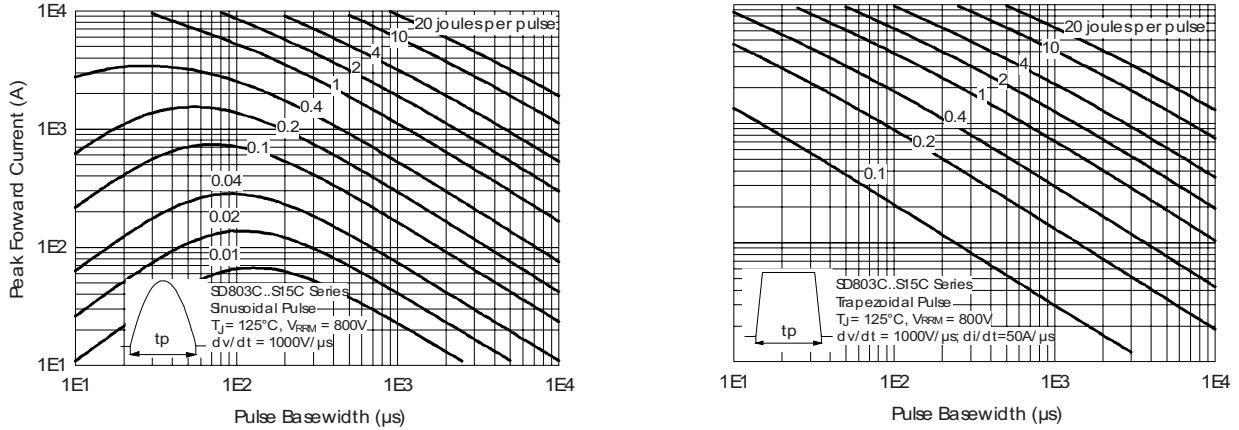 1E4
20 joules per pulse
10
4
2
1
0.4
0.2
0.1
0.04
0.02
0.01
1E3
1E2
1E1
Peak Forward Current (A)
tp
SD803C..S15C Series
Sinusoidal Pulse
TJ = 125°C, VRRM = 800V
dv/dt = 1000V/µs
1E1
1E2
1E3
1E4
Pulse Basewidth (µs)
20 joules per pulse
10
4
2
1
0.4
0.2
0.1
tp
SD803C..S15C Series
Trapezoidal Pulse
TJ = 125°C, VRRM = 800V
dv/dt = 1000V/µs; di/dt=50A/µs
1E1
1E2
1E3
1E4
Pulse Basewidth (µs)